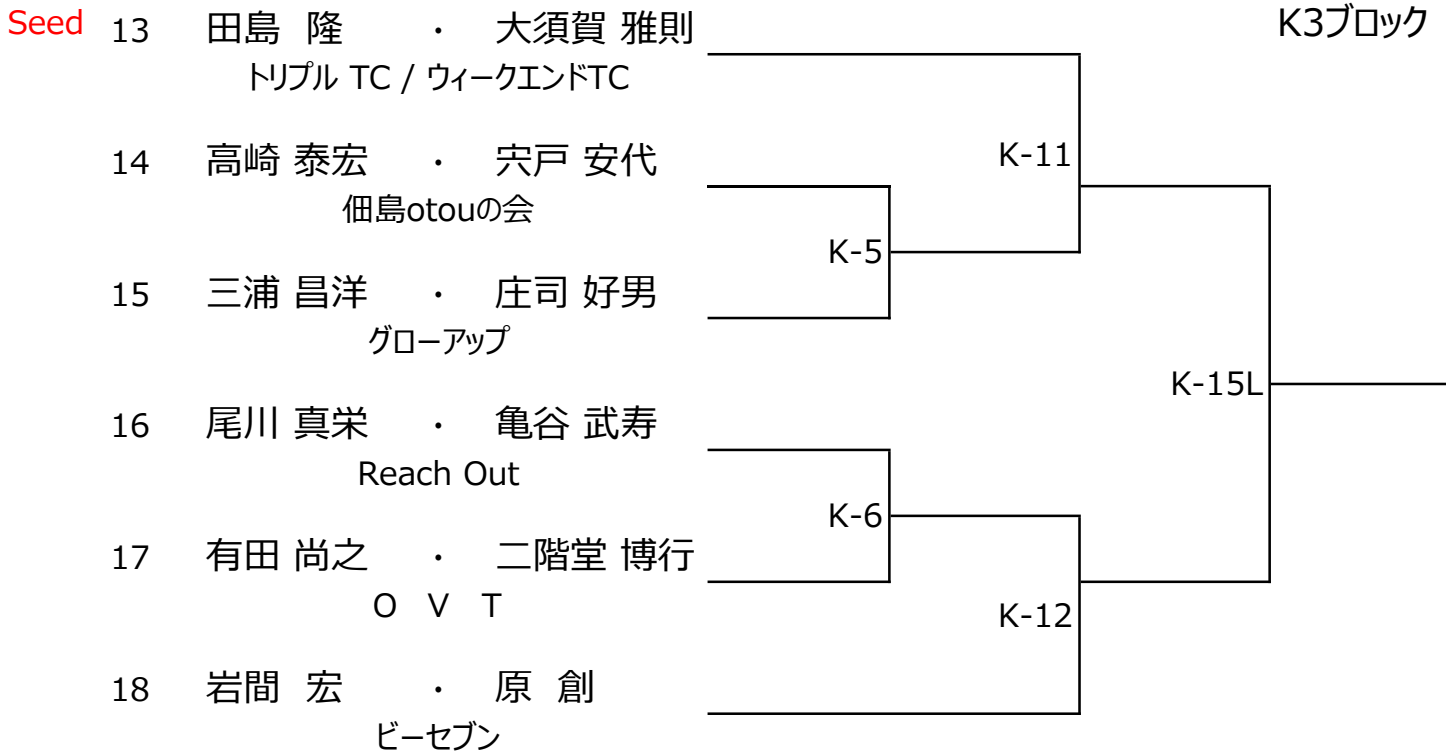 Seed 13 田島 隆 ・ 大須賀 雅則 K3ブロック
トリプル TC / ウィークエンドTC
14 高崎 泰宏 ・ 宍戸 安代 K-11
佃島otouの会
K-5
15 三浦 昌洋 ・ 庄司 好男
グローアップ
K-15L
16 尾川 真栄 ・ 亀谷 武寿
Reach Out
K-6
17 有田 尚之 ・ 二階堂 博行
O V T
K-12
18 岩間 宏 ・ 原 創
ビーセブン